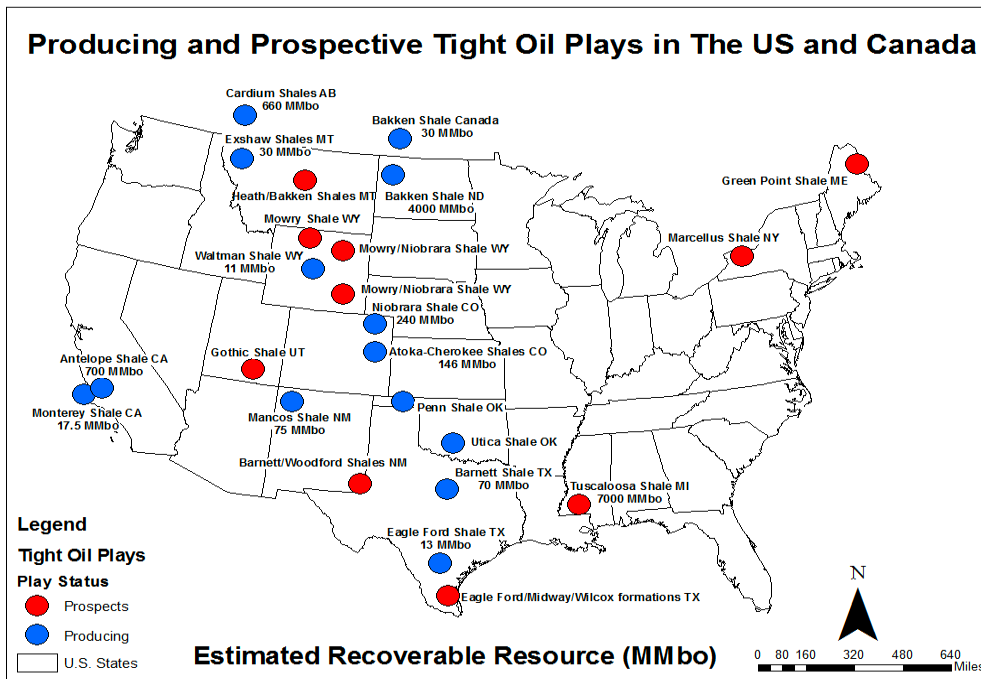 Producing and Prospective Tight Oil Plays in The US and Canada
Cardium Shales AB
660 MMbo
Bakken Shale Canada
30 MMbo
Exshaw Shales MT
30 MMbo
Green Point Shale ME
Heath/Bakken Shales MT
Bakken Shale ND
4000 MMbo
Mowry Shale WY
Marcellus Shale NY
Mowry/Niobrara Shale WY
Waltman Shale WY
11 MMbo
Mowry/Niobrara Shale WY
Niobrara Shale CO
240 MMbo
Gothic Shale UT
Atoka-Cherokee Shales CO
146 MMbo
Antelope Shale CA
700 MMbo
Monterey Shale CA
17.5 MMbo
Mancos Shale NM
75 MMbo
Penn Shale OK
Utica Shale OK
Barnett/Woodford Shales NM
Barnett Shale TX
70 MMbo
Tuscaloosa Shale MI
7000 MMbo
Eagle Ford Shale TX
13 MMbo
Eagle Ford/Midway/Wilcox formations TX
Legend
Tight Oil Plays
Play Status
Prospects
Producing
U.S. States
Estimated Recoverable Resource (MMbo)
N
0 80 160 320 480 640
Miles